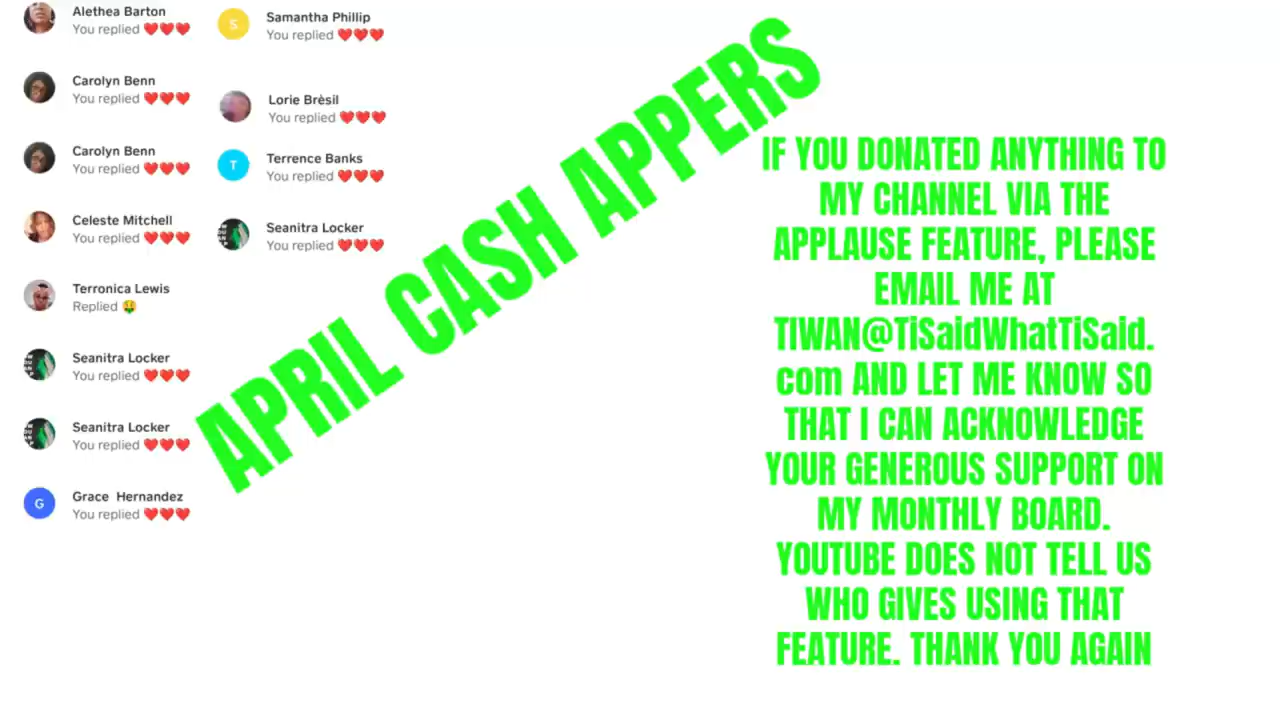 Alethea Barton
You replied ❤️❤️❤️
Carolyn Benn
You replied ❤️❤️❤️
Carolyn Benn
You replied ❤️❤️❤️
Celeste Mitchell
You replied ❤️❤️❤️
Terronica Lewis
Replied 🤑
Seanitra Locker
You replied ❤️❤️❤️
Seanitra Locker
You replied ❤️❤️❤️
G
Grace Hernandez
You replied ❤️❤️❤️
S
Samantha Phillip
You replied ❤️❤️❤️
Lorie Brèsil
You replied ❤️❤️❤️
T
Terrence Banks
You replied ❤️❤️❤️
Seanitra Locker
You replied ❤️❤️❤️
APRIL CASH APPERS
IF YOU DONATED ANYTHING TO
MY CHANNEL VIA THE
APPLAUSE FEATURE, PLEASE
EMAIL ME AT
TIWAN@TiSaidWhatTiSaid.
com AND LET ME KNOW SO
THAT I CAN ACKNOWLEDGE
YOUR GENEROUS SUPPORT ON
MY MONTHLY BOARD.
YOUTUBE DOES NOT TELL US
WHO GIVES USING THAT
FEATURE. THANK YOU AGAIN